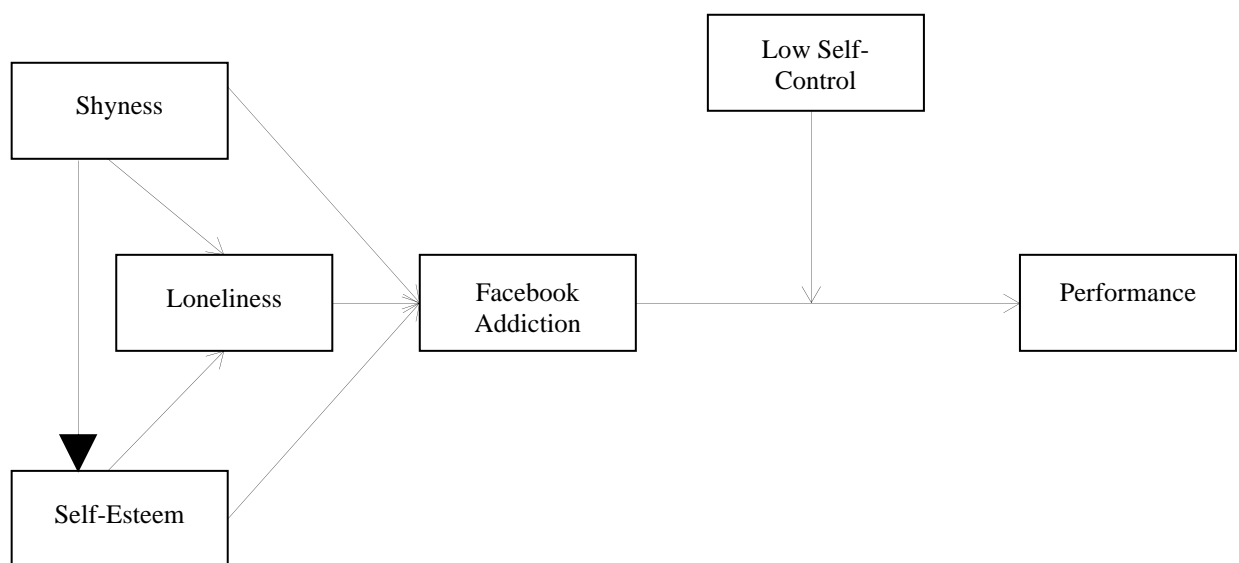 Low Self-
Control
Shyness
Loneliness
Facebook
Addiction
Performance
Self-Esteem